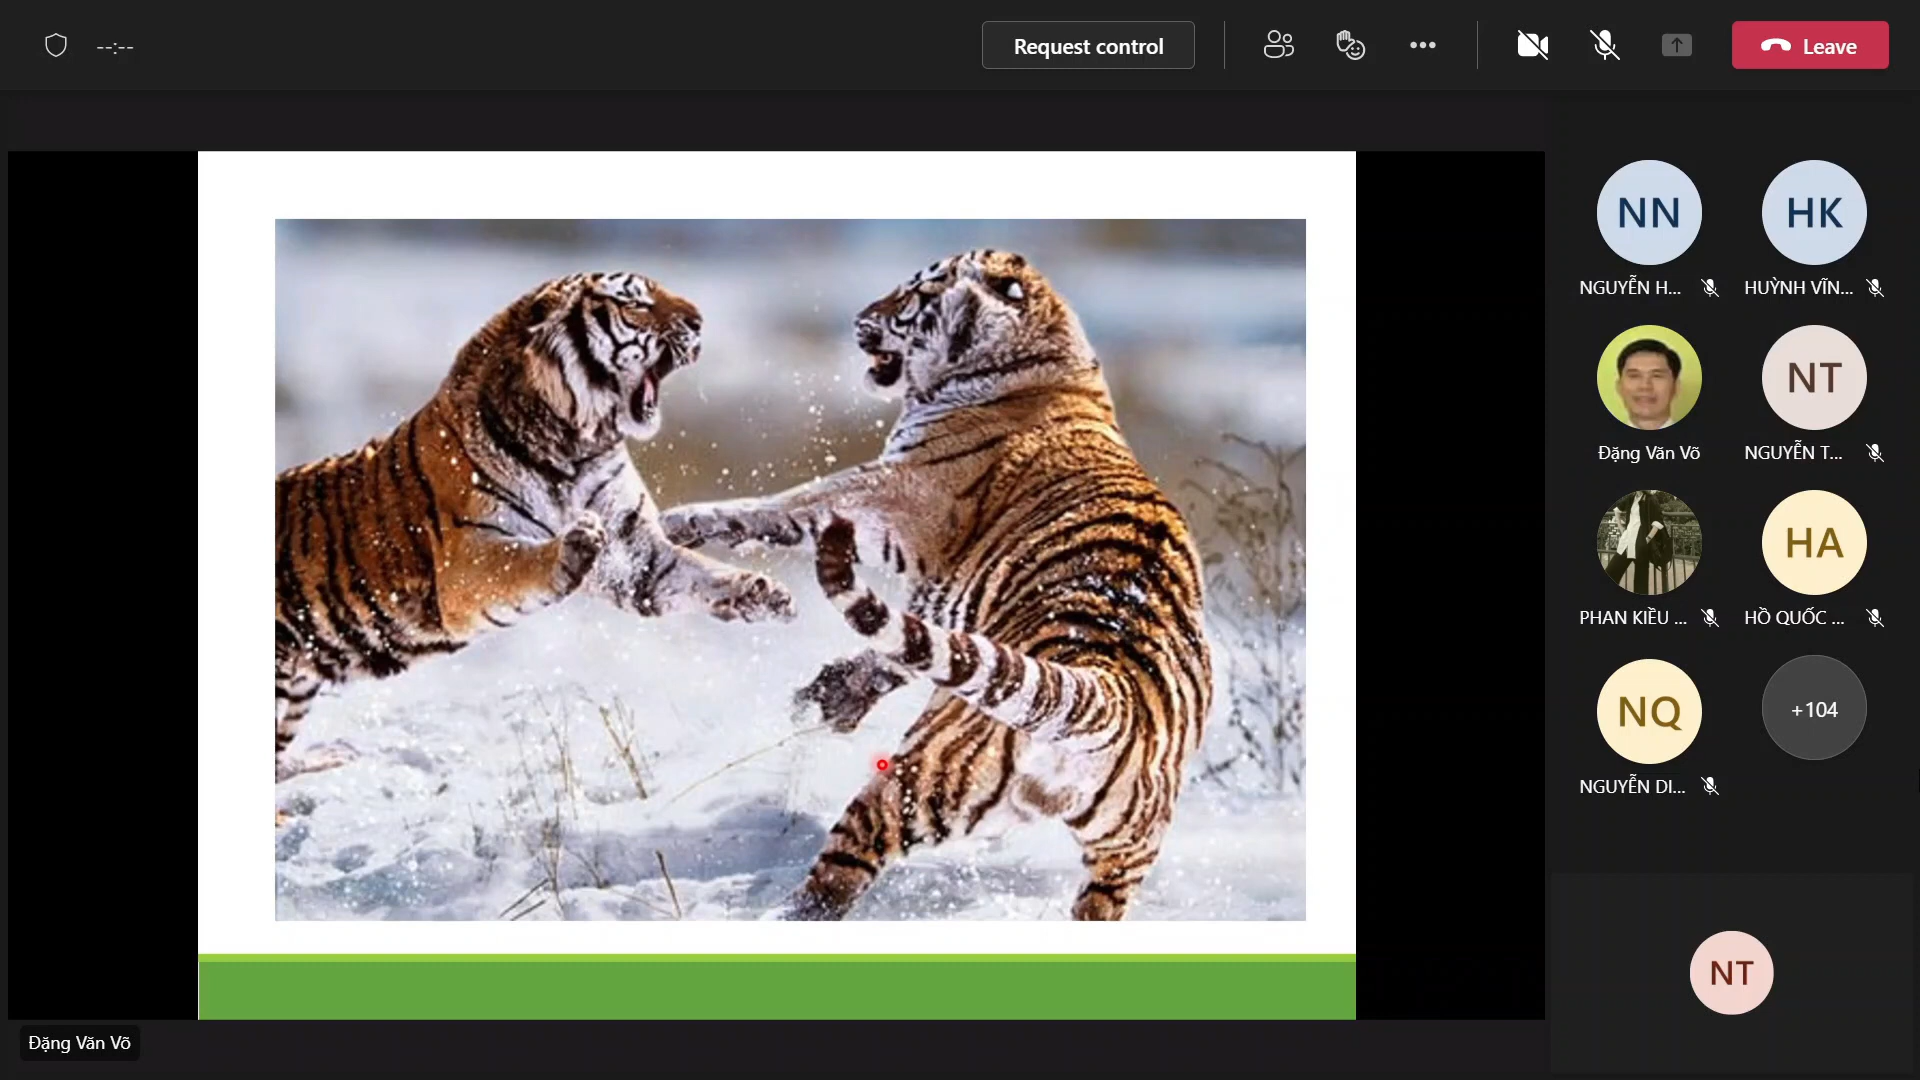 --:--
Request control
Leave
NN
HK
NGUYỄN H...
HUỲNH VĨN...
NT
Đặng Văn Võ
NGUYỄN T...
HA
PHAN KIỀU ...
HỒ QUỐC ...
NQ
+104
NGUYỄN DI...
NT
Đặng Văn Võ